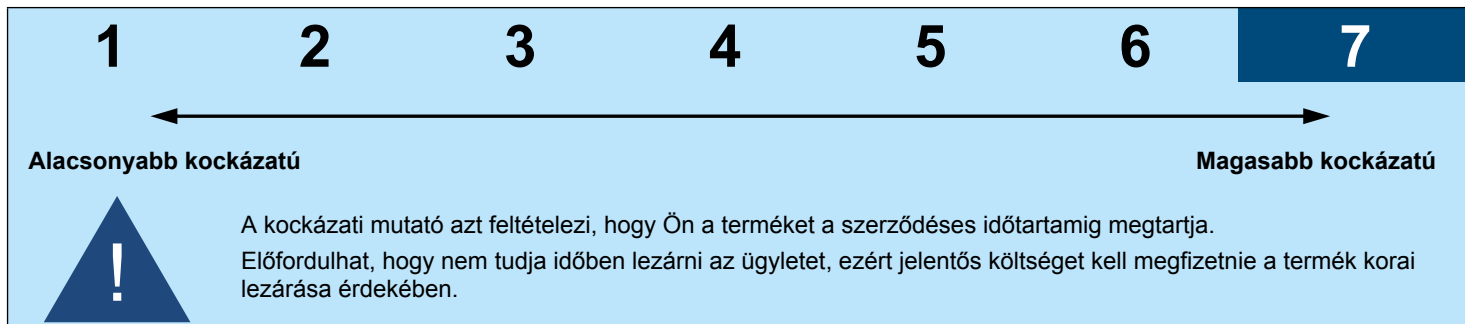 1 2 3 4 5 6 7
Alacsonyabb kockázatú Magasabb kockázatú
A kockázati mutató azt feltételezi, hogy Ön a terméket a szerződéses időtartamig megtartja.
Előfordulhat, hogy nem tudja időben lezárni az ügyletet, ezért jelentős költséget kell megfizetnie a termék korai
lezárása érdekében.
!